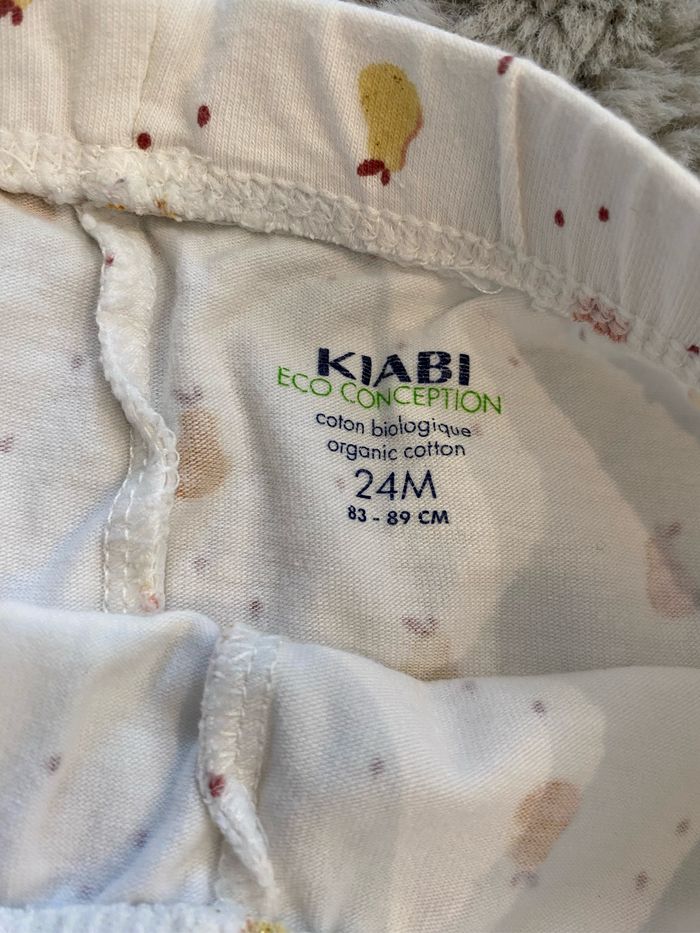 KIABI
ECO CONCEPTION
coton biologique
organic cotton
24M
83 - 89 CM